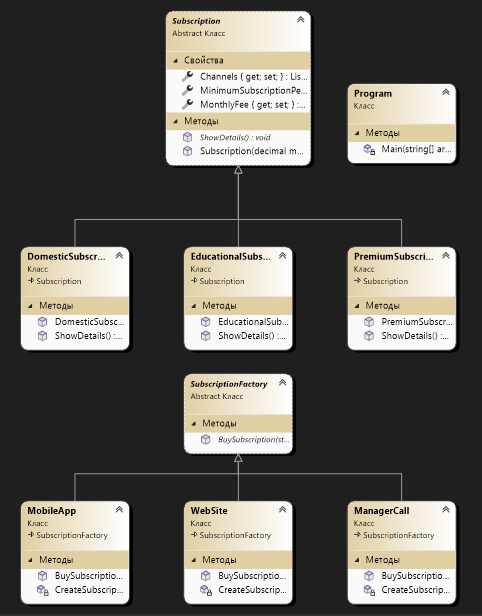 Subscription
Abstract Класс
Свойства
Channels { get; set; } : Lis...
MinimumSubscriptionPe...
MonthlyFee { get; set; } :...
Методы
ShowDetails() : void
Subscription(decimal m...
Program
Класс
Методы
Main(string[] ar...
DomesticSubscr...
Класс
Subscription
Методы
DomesticSubsc...
ShowDetails() :...
EducationalSubs...
Класс
Subscription
Методы
EducationalSub...
ShowDetails() :...
PremiumSubscri...
Класс
Subscription
Методы
PremiumSubscr...
ShowDetails() :...
SubscriptionFactory
Abstract Класс
Методы
BuySubscription(st...
MobileApp
Класс
SubscriptionFactory
Методы
BuySubscriptio...
CreateSubscrip...
WebSite
Класс
SubscriptionFactory
Методы
BuySubscriptio...
CreateSubscrip...
ManagerCall
Класс
SubscriptionFactory
Методы
BuySubscriptio...
CreateSubscrip...